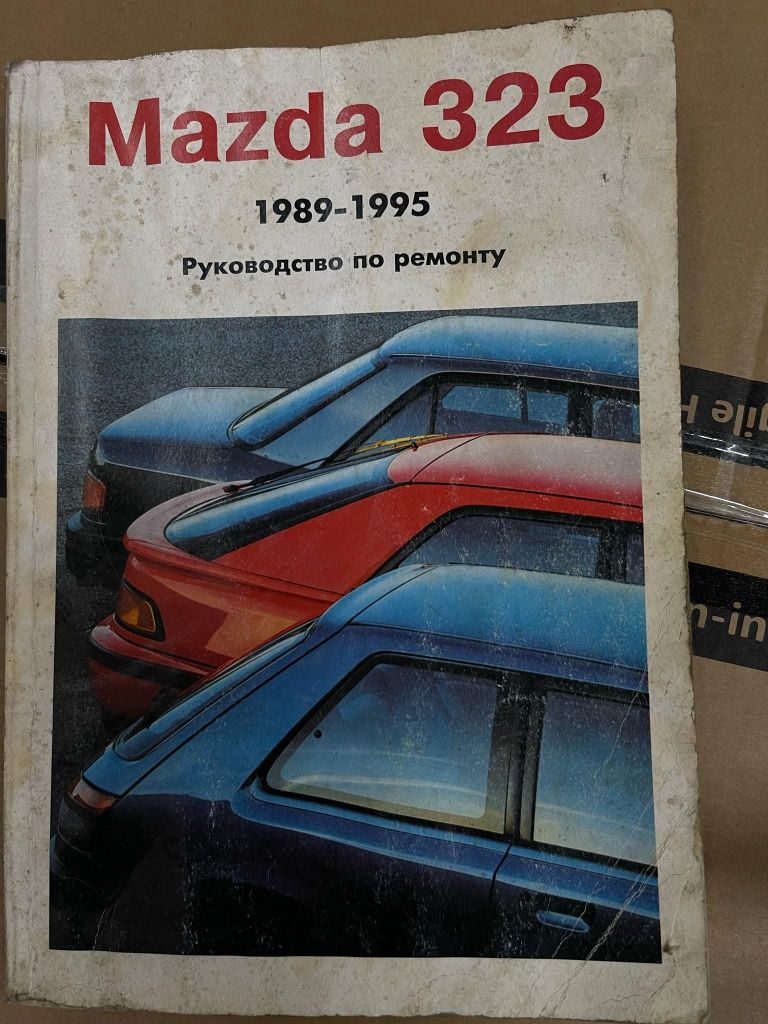 Mazda 323
1989-1995
Руководство по ремонту